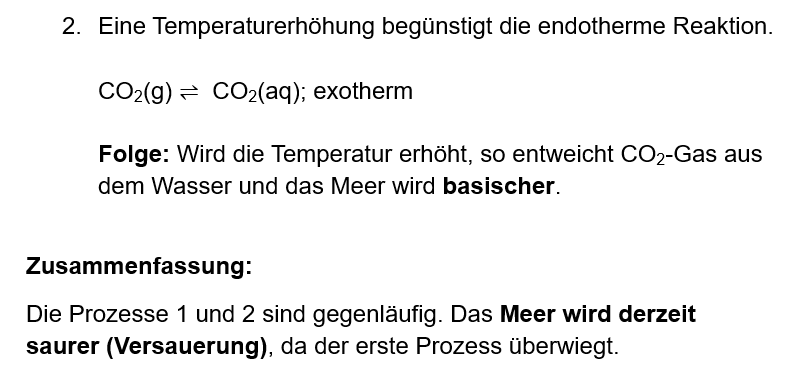 2. Eine Temperaturerhöhung begünstigt die endotherme Reaktion.
CO₂(g) ⇌ CO₂(aq); exotherm
Folge: Wird die Temperatur erhöht, so entweicht CO₂-Gas aus
dem Wasser und das Meer wird basischer.
Zusammenfassung:
Die Prozesse 1 und 2 sind gegenläufig. Das Meer wird derzeit
saurer (Versauerung), da der erste Prozess überwiegt.